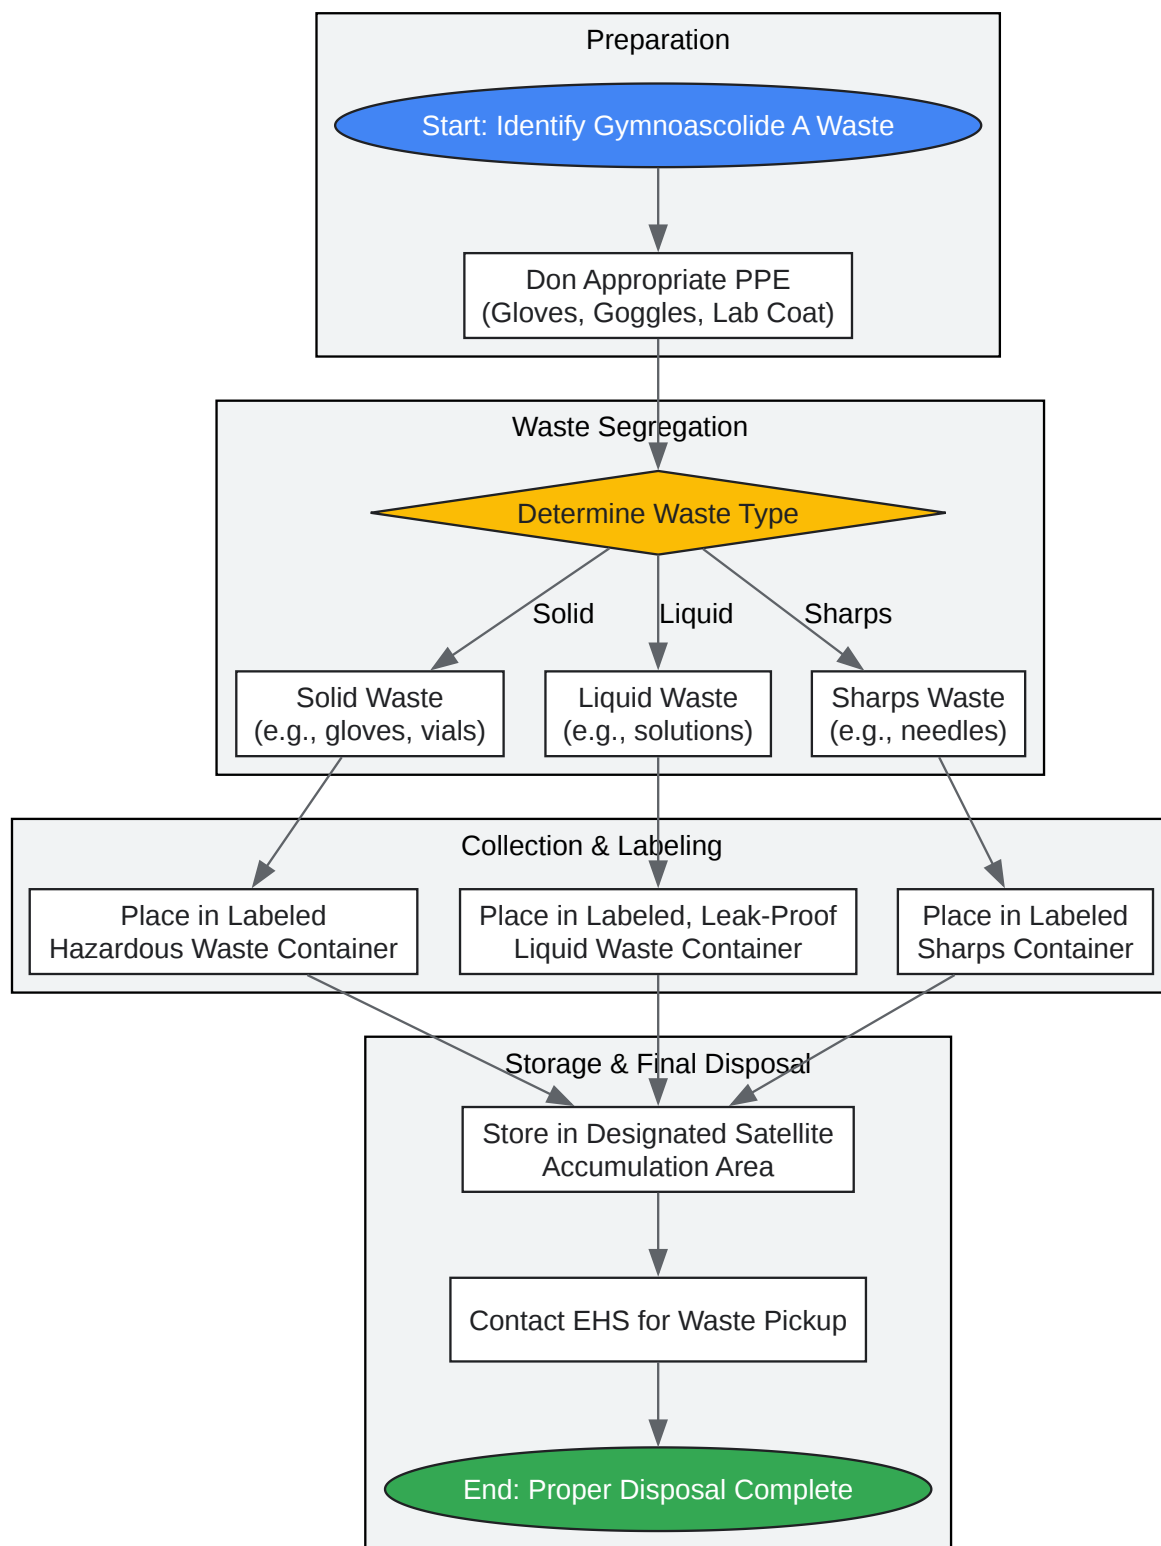 Preparation
Start: Identify Gymnoascolide A Waste
Don Appropriate PPE
(Gloves, Goggles, Lab Coat)
Waste Segregation
Determine Waste Type
Solid
Liquid
Sharps
Solid Waste
(e.g., gloves, vials)
Liquid Waste
(e.g., solutions)
Sharps Waste
(e.g., needles)
Collection & Labeling
Place in Labeled
Hazardous Waste Container
Place in Labeled, Leak-Proof
Liquid Waste Container
Place in Labeled
Sharps Container
Storage & Final Disposal
Store in Designated Satellite
Accumulation Area
Contact EHS for Waste Pickup
End: Proper Disposal Complete